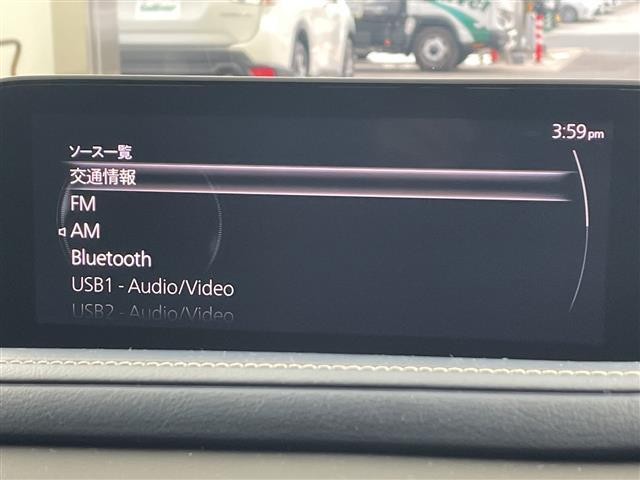 3:59pm
ソース一覧
交通情報
FM
AM
Bluetooth
USB1 - Audio/Video
USB2 - Audio/Video